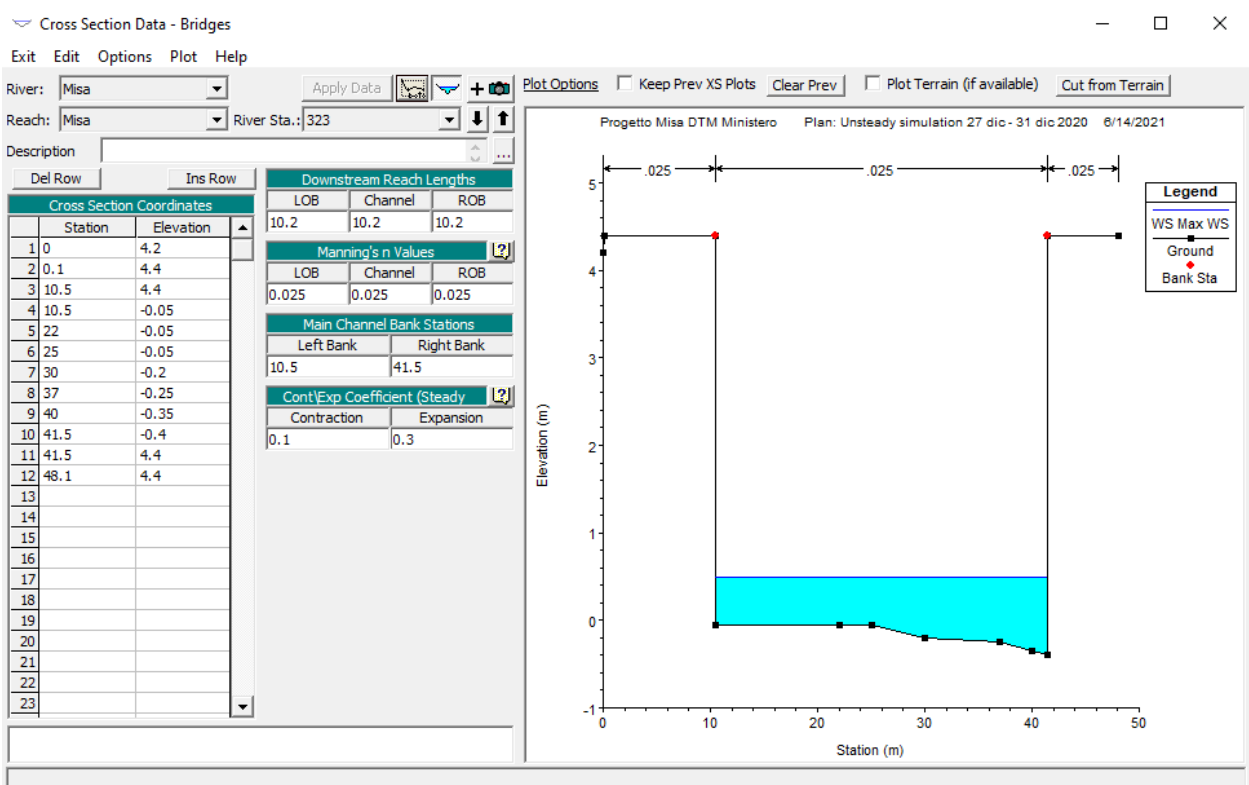 Cross Section Data - Bridges
Exit Edit Options Plot Help
River: Misa Apply Data
Reach: Misa River Sta.: 323
Description ...
Del Row Ins Row
Cross Section Coordinates
Station Elevation
1 0 4.2
2 0.1 4.4
3 10.5 4.4
4 10.5 -0.05
5 22 -0.05
6 25 -0.05
7 30 -0.2
8 37 -0.25
9 40 -0.35
10 41.5 -0.4
11 41.5 4.4
12 48.1 4.4
13
14
15
16
17
18
19
20
21
22
23
Downstream Reach Lengths
LOB Channel ROB
10.2 10.2 10.2
Manning's n Values
LOB Channel ROB
0.025 0.025 0.025
Main Channel Bank Stations
Left Bank Right Bank
10.5 41.5
Cont\Exp Coefficient (Steady
Contraction Expansion
0.1 0.3
Plot Options Keep Prev XS Plots Clear Prev Plot Terrain (if available) Cut from Terrain
Progetto Misa DTM Ministero Plan: Unsteady simulation 27 dic - 31 dic 2020 6/14/2021
.025 .025 .025
5
4
3
2
1
0
-1
Elevation (m)
0 10 20 30 40 50
Station (m)
Legend
WS Max WS
Ground
Bank Sta